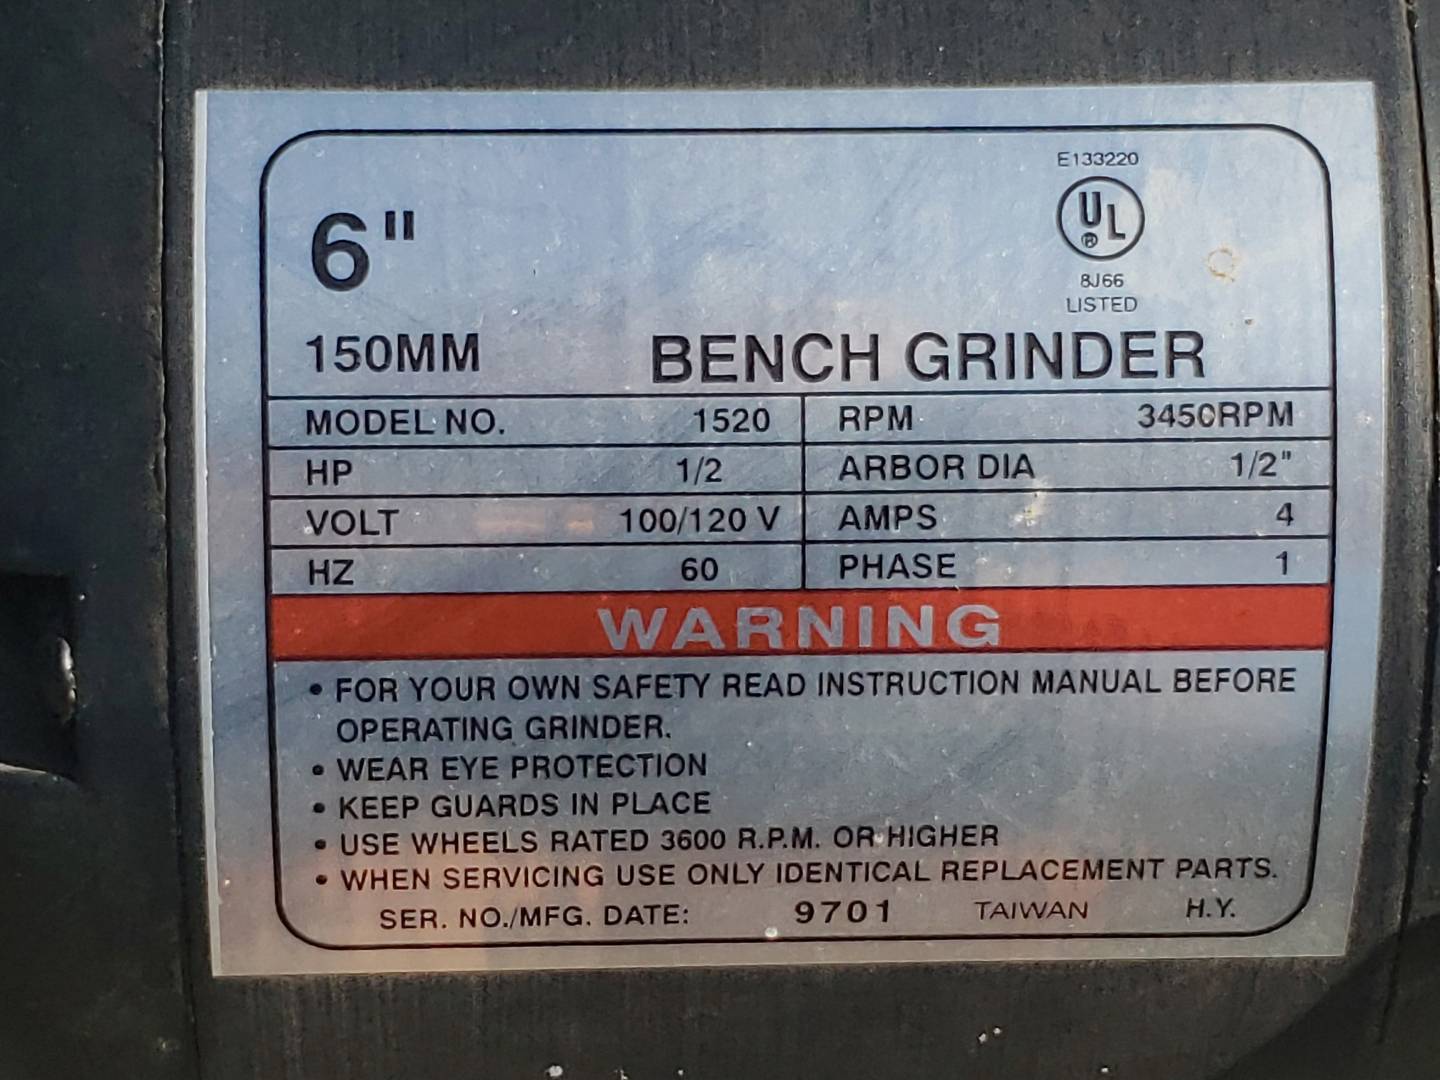 E133220
UL
®
8J66
LISTED
6"
150MM BENCH GRINDER
MODEL NO. 1520 RPM 3450RPM
HP 1/2 ARBOR DIA 1/2"
VOLT 100/120 V AMPS 4
HZ 60 PHASE 1
WARNING
• FOR YOUR OWN SAFETY READ INSTRUCTION MANUAL BEFORE
OPERATING GRINDER.
• WEAR EYE PROTECTION
• KEEP GUARDS IN PLACE
• USE WHEELS RATED 3600 R.P.M. OR HIGHER
• WHEN SERVICING USE ONLY IDENTICAL REPLACEMENT PARTS.
SER. NO./MFG. DATE: 9701 TAIWAN H.Y.